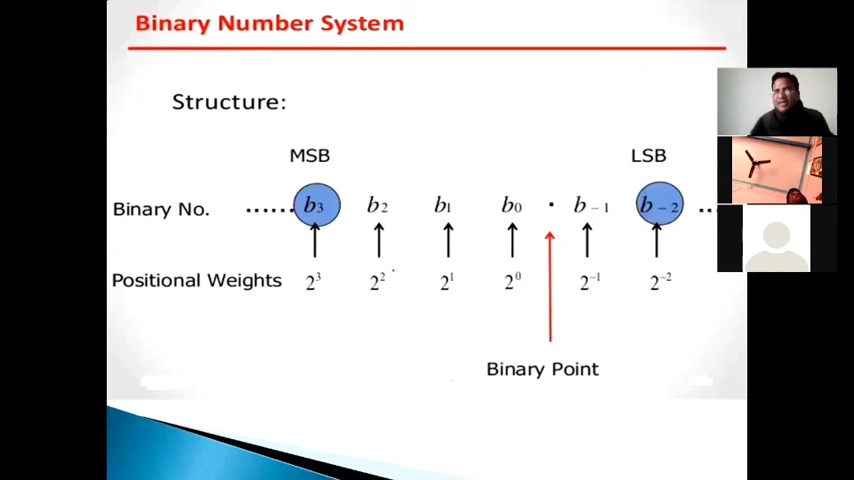 Binary Number System
Structure:
MSB LSB
Binary No. ...... b3 b2 b1 b0 . b−1 b−2 ..
Positional Weights 2³ 2² 2¹ 2⁰ 2⁻¹ 2⁻²
Binary Point